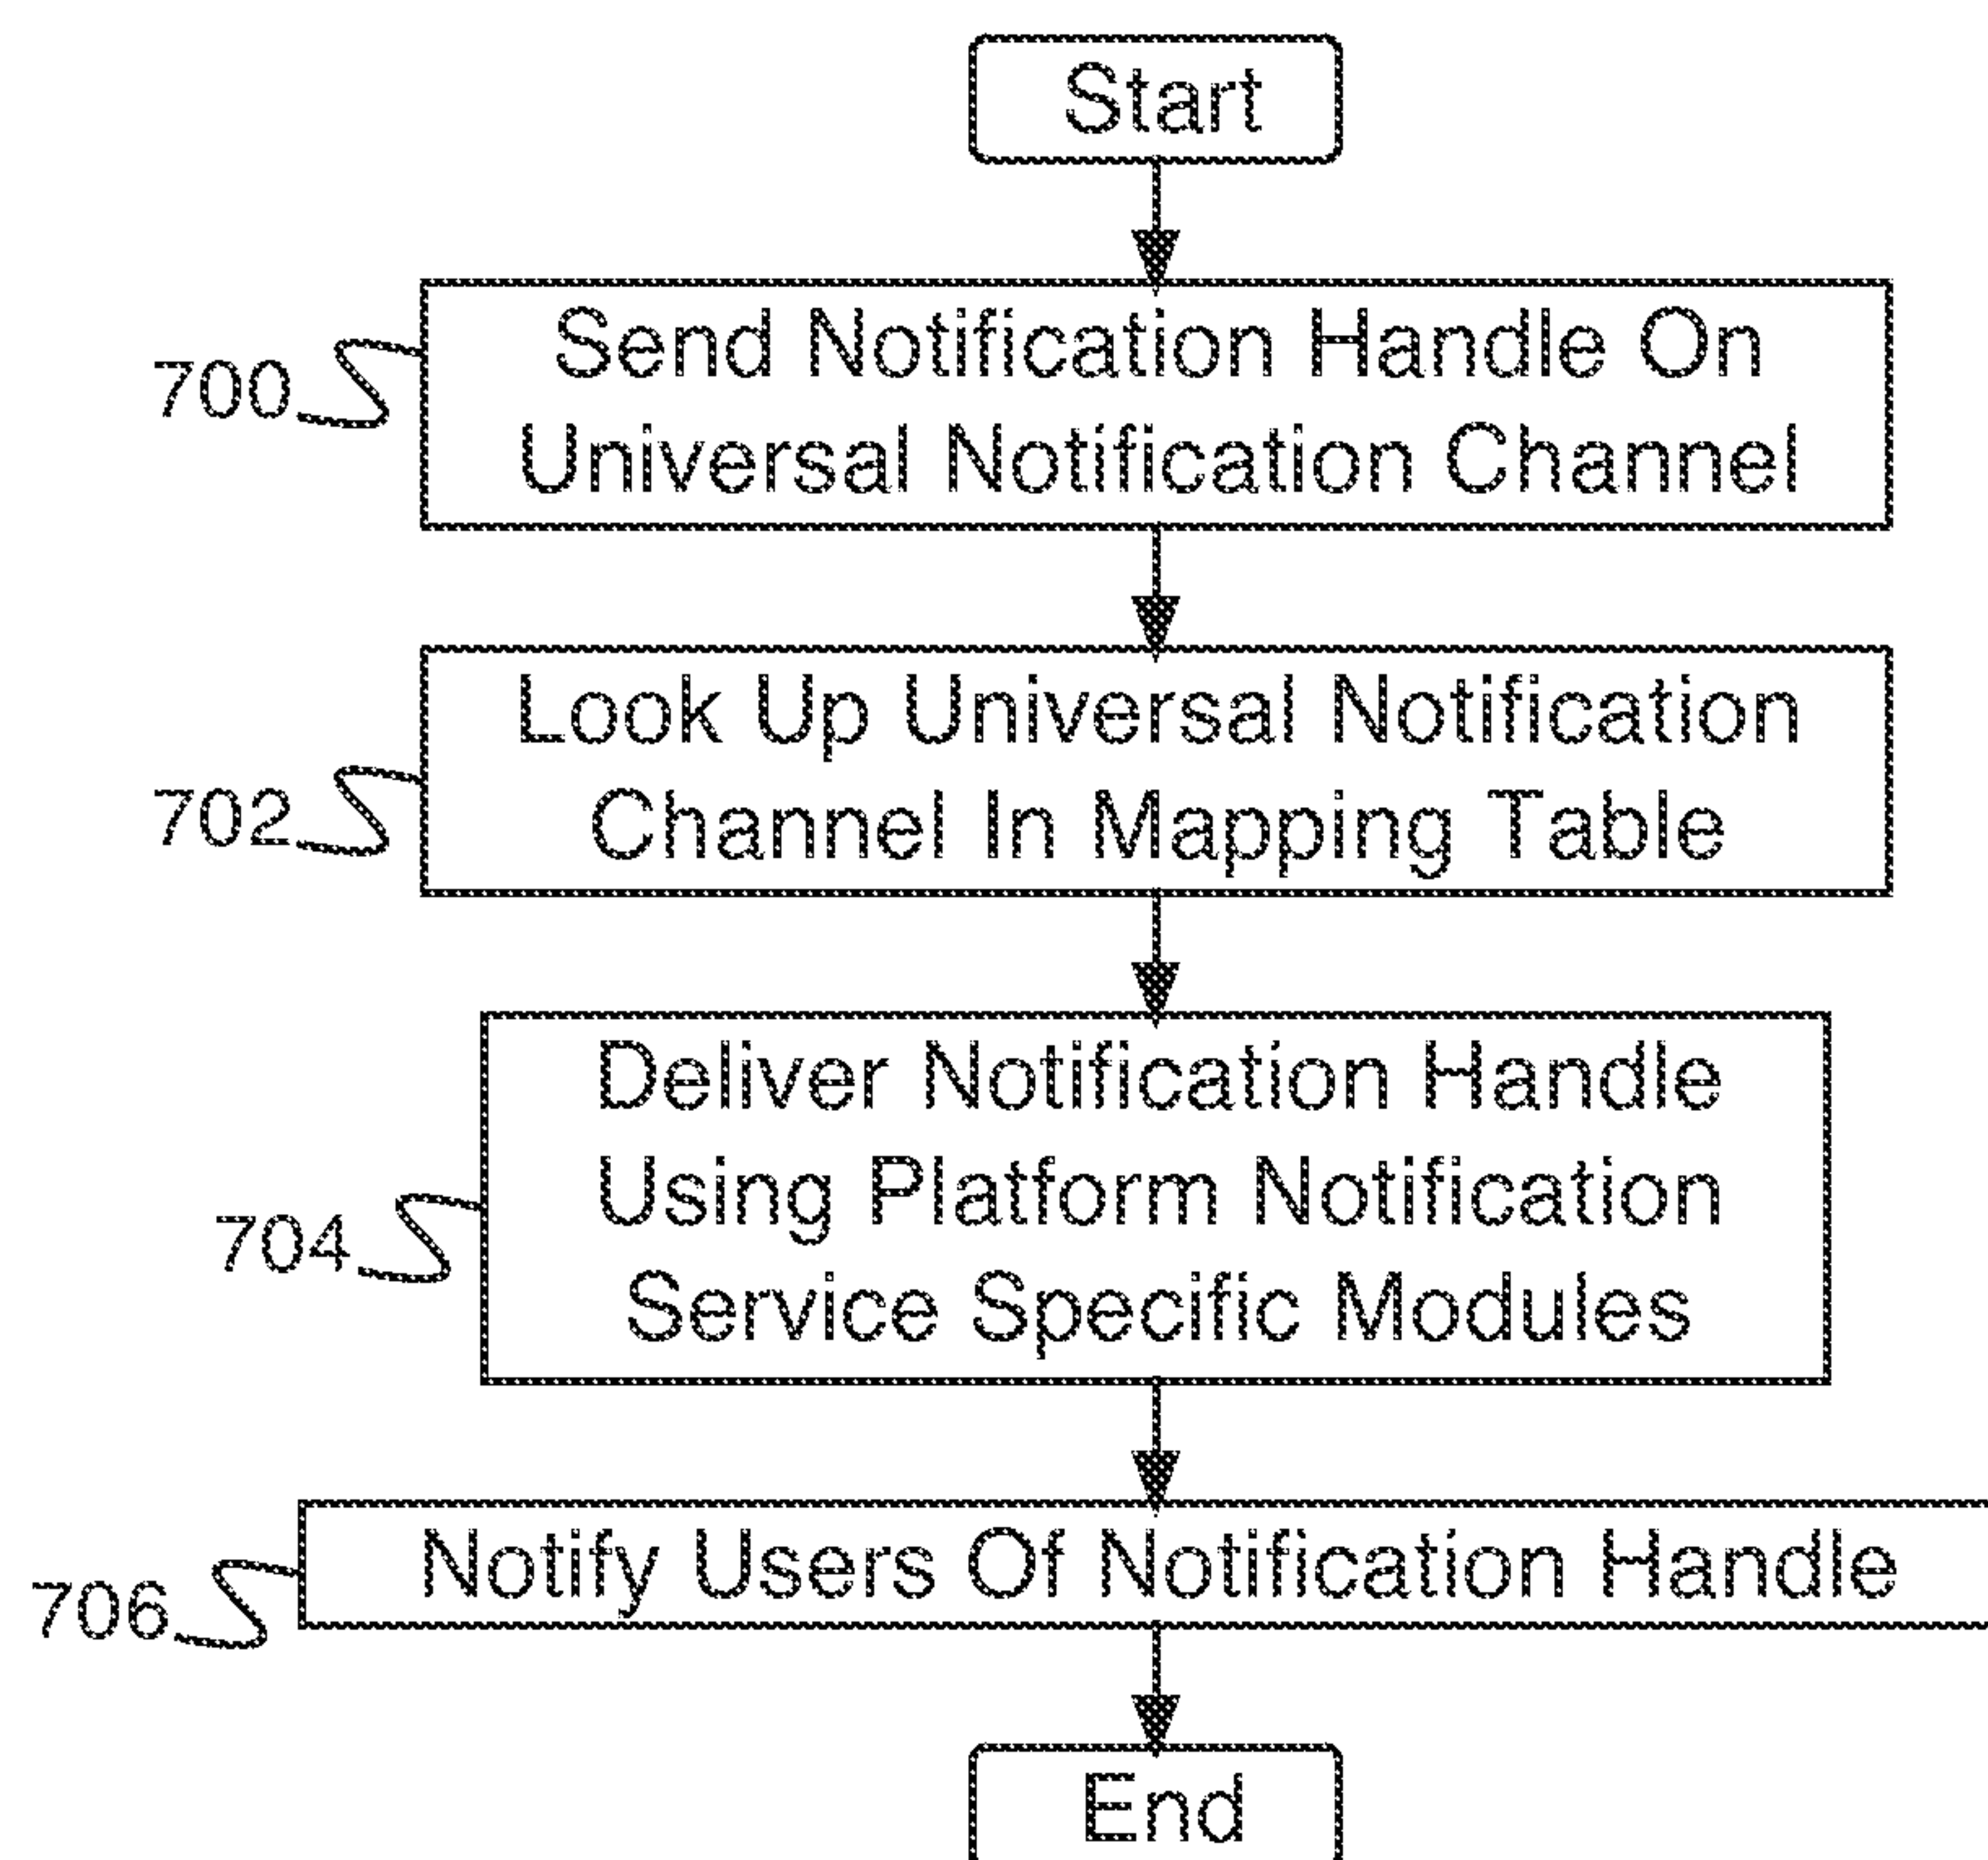 Start
700
Send Notification Handle On
Universal Notification Channel
702
Look Up Universal Notification
Channel In Mapping Table
704
Deliver Notification Handle
Using Platform Notification
Service Specific Modules
706
Notify Users Of Notification Handle
End